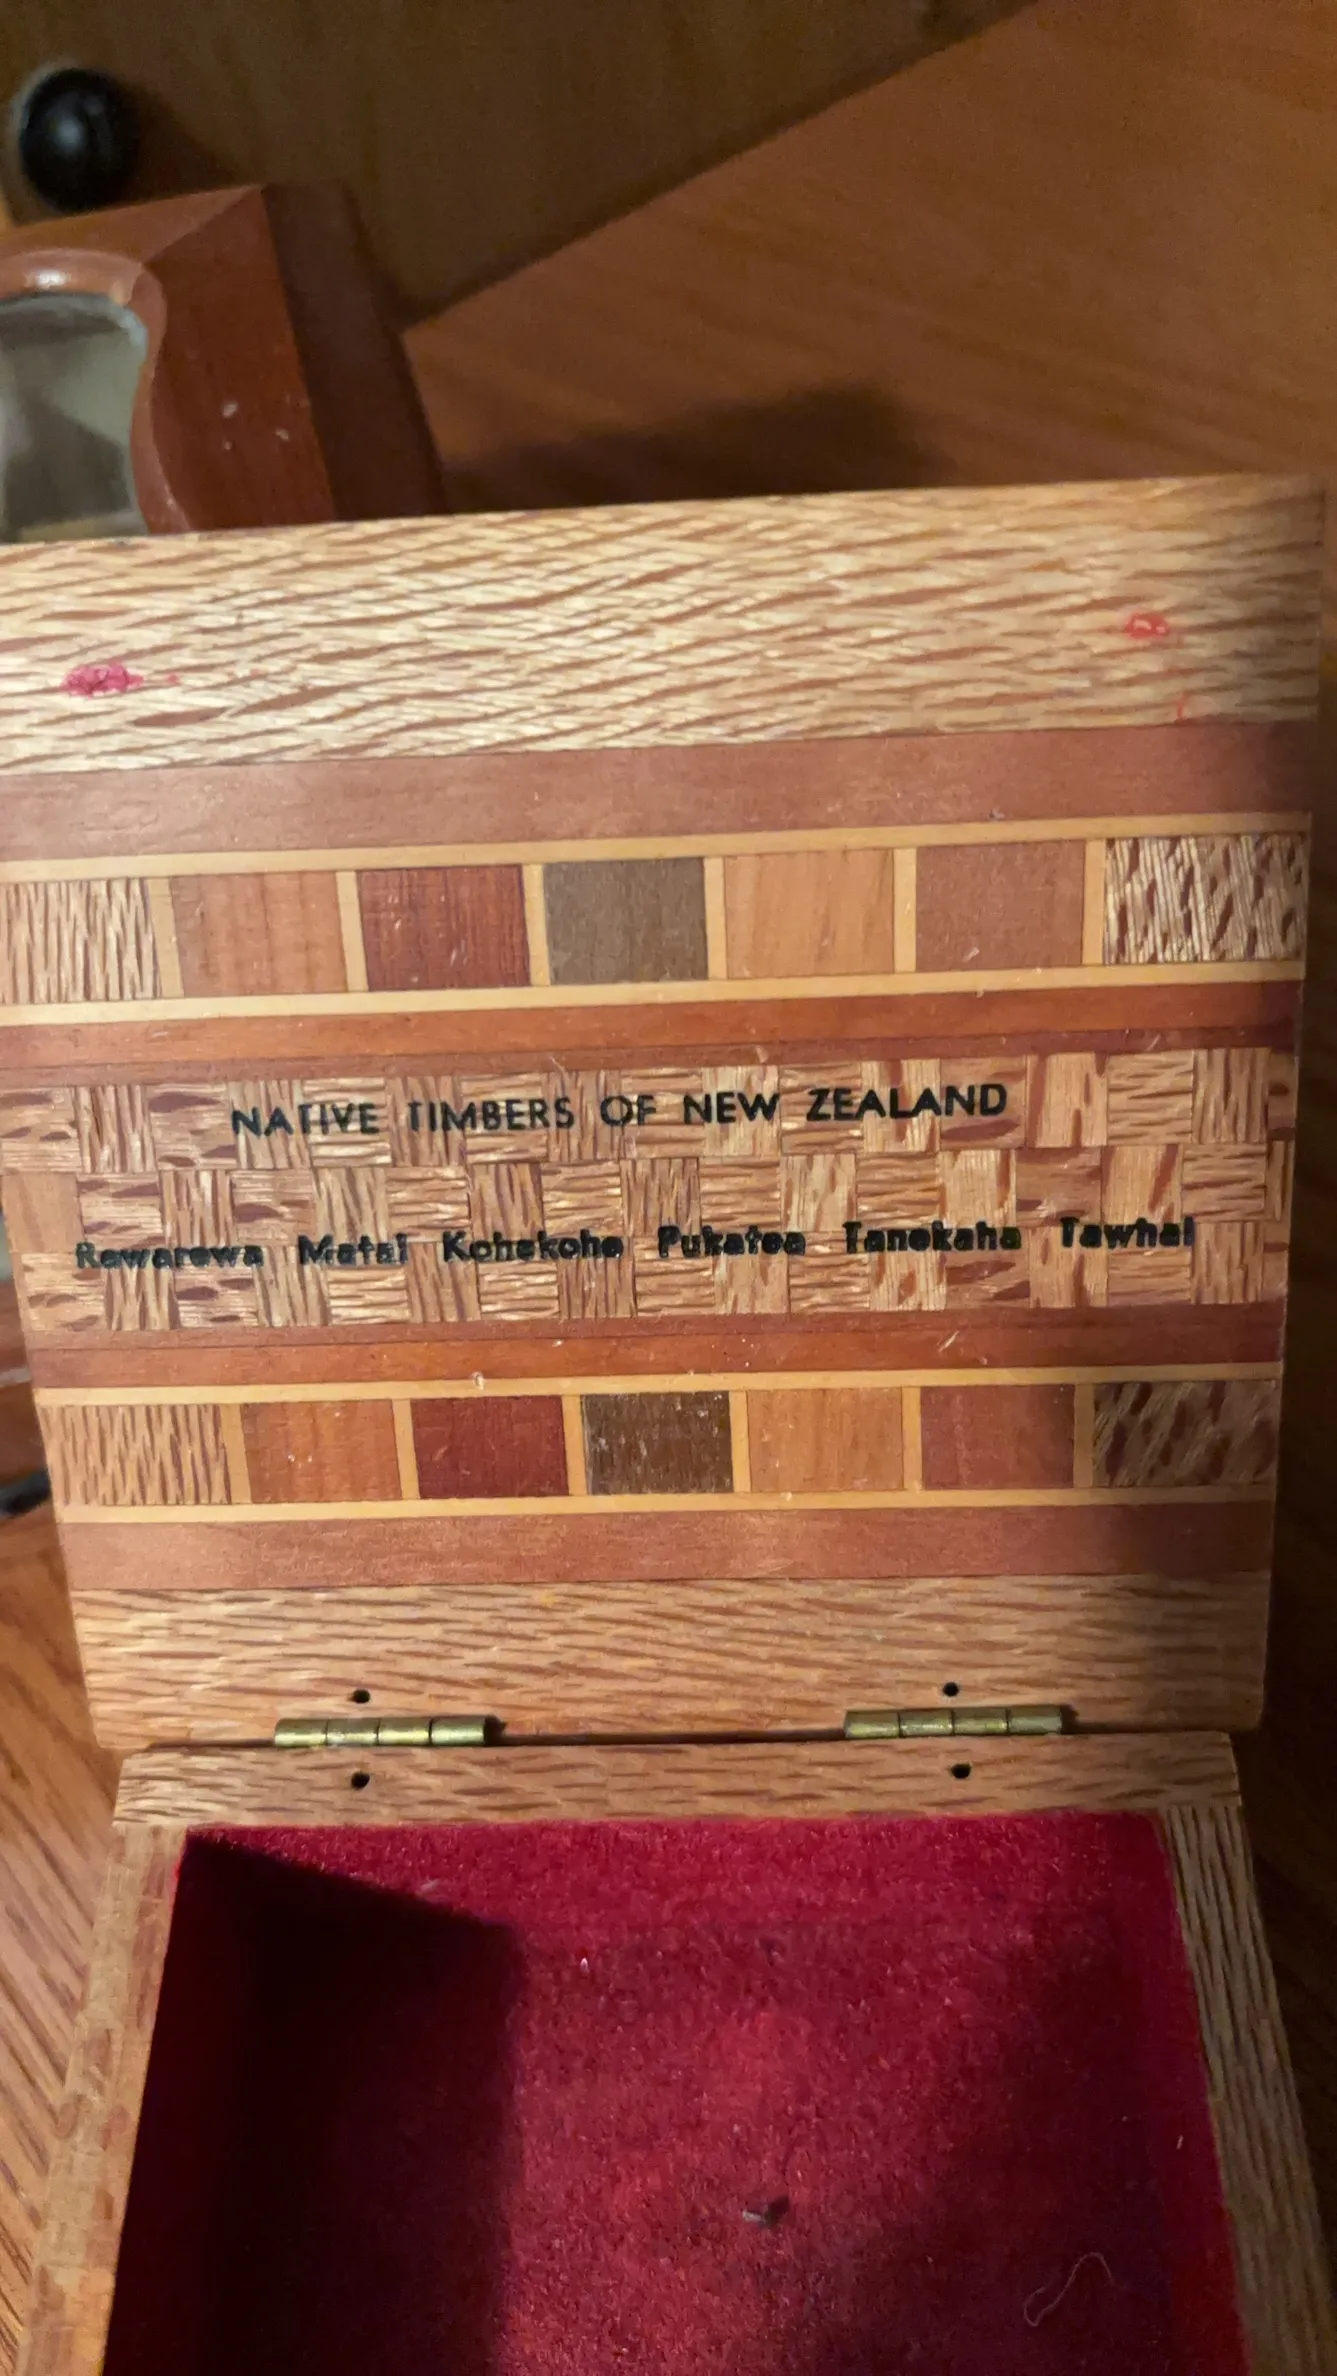 NATIVE TIMBERS OF NEW ZEALAND
Rewarewa Matai Kohekohe Pukatea Tanekaha Tawhai